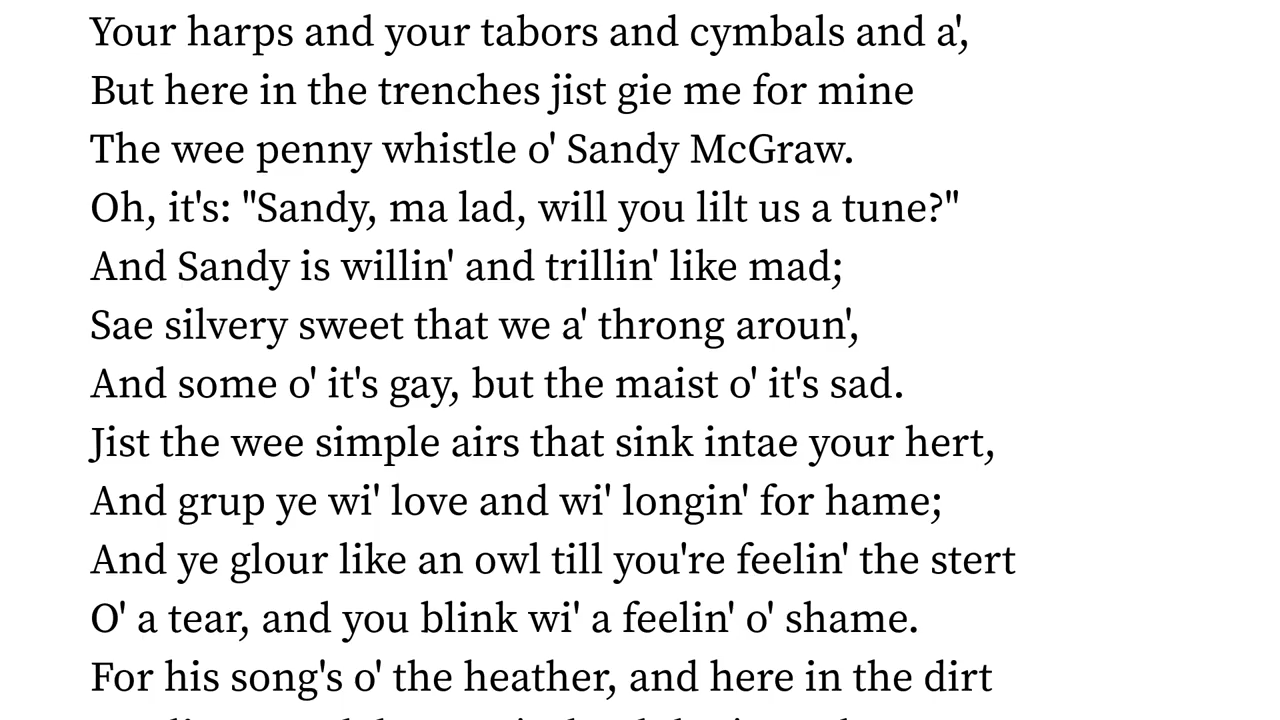 Your harps and your tabors and cymbals and a',
But here in the trenches jist gie me for mine
The wee penny whistle o' Sandy McGraw.
Oh, it's: "Sandy, ma lad, will you lilt us a tune?"
And Sandy is willin' and trillin' like mad;
Sae silvery sweet that we a' throng aroun',
And some o' it's gay, but the maist o' it's sad.
Jist the wee simple airs that sink intae your hert,
And grup ye wi' love and wi' longin' for hame;
And ye glour like an owl till you're feelin' the stert
O' a tear, and you blink wi' a feelin' o' shame.
For his song's o' the heather, and here in the dirt